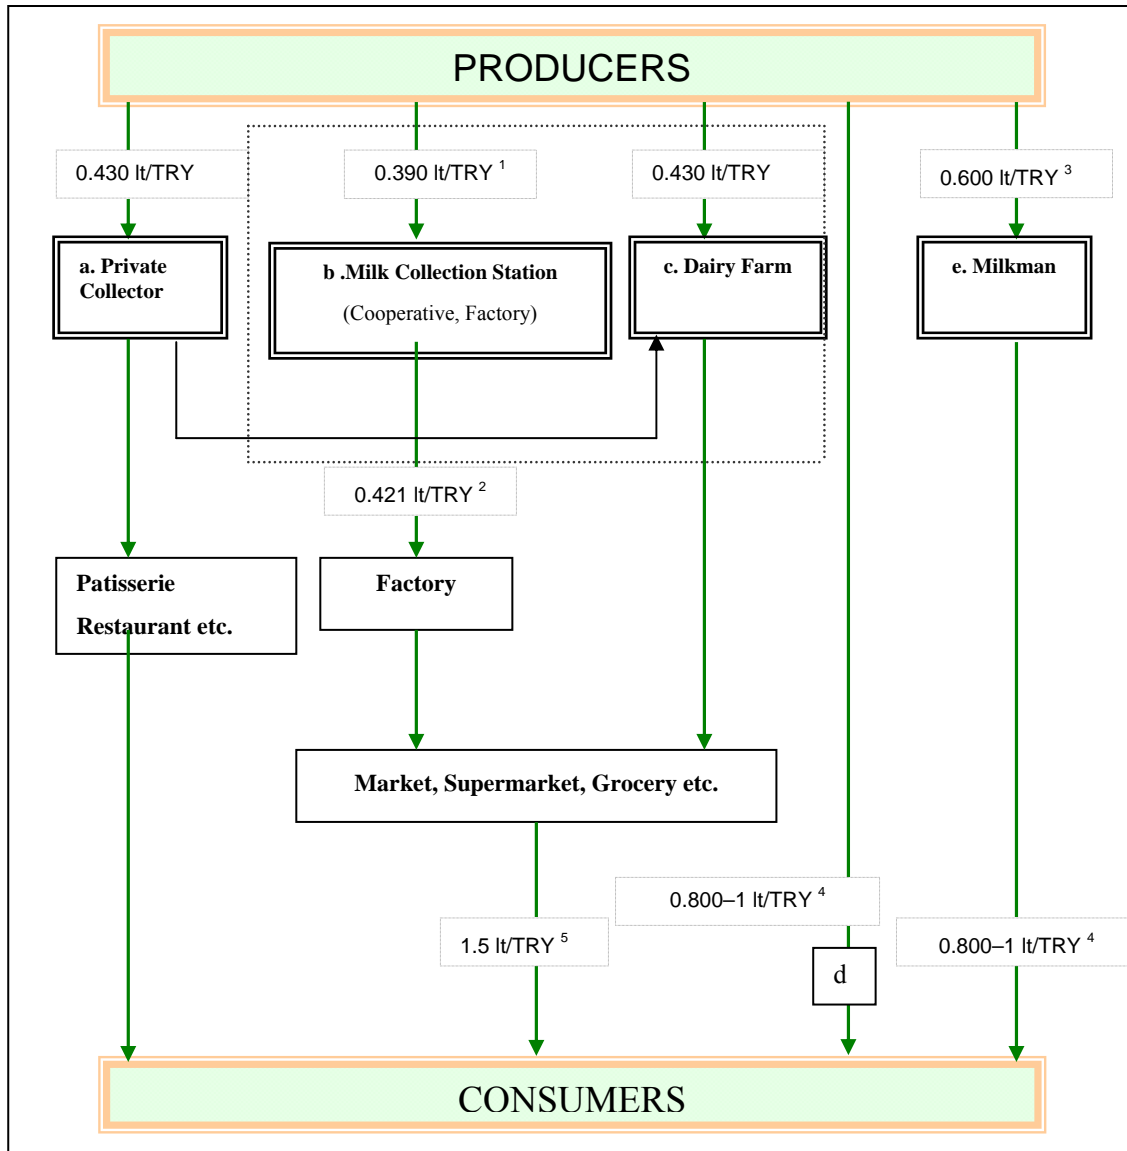 PRODUCERS
0.430 lt/TRY
0.390 lt/TRY 1
0.430 lt/TRY
0.600 lt/TRY 3
a. Private
Collector
b .Milk Collection Station
(Cooperative, Factory)
c. Dairy Farm
e. Milkman
0.421 lt/TRY 2
Patisserie
Restaurant etc.
Factory
Market, Supermarket, Grocery etc.
0.800–1 lt/TRY 4
1.5 lt/TRY 5
0.800–1 lt/TRY 4
d
CONSUMERS